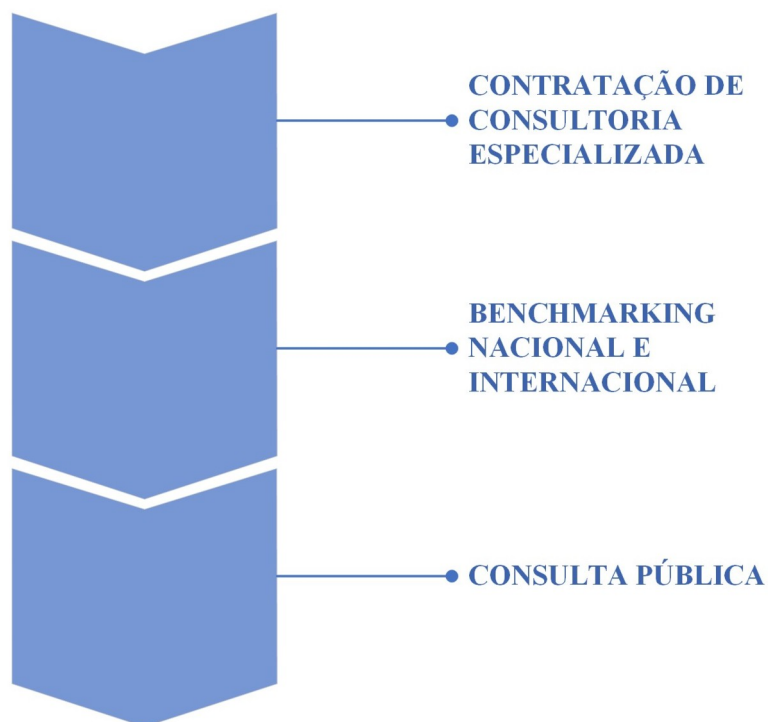 CONTRATAÇÃO DE
CONSULTORIA
ESPECIALIZADA
BENCHMARKING
NACIONAL E
INTERNACIONAL
CONSULTA PÚBLICA